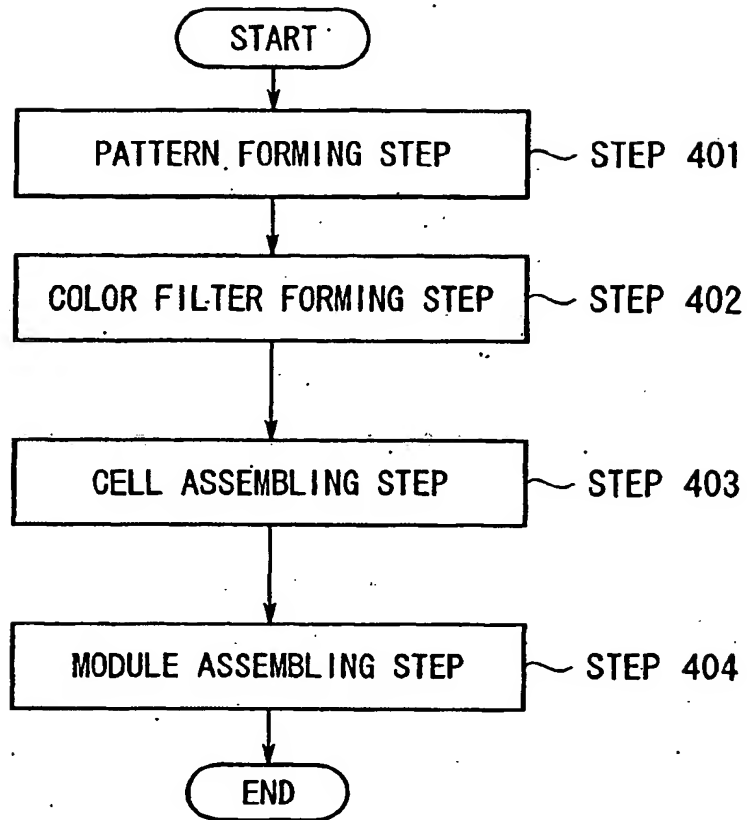 START
PATTERN FORMING STEP STEP 401
COLOR FILTER FORMING STEP STEP 402
CELL ASSEMBLING STEP STEP 403
MODULE ASSEMBLING STEP STEP 404
END